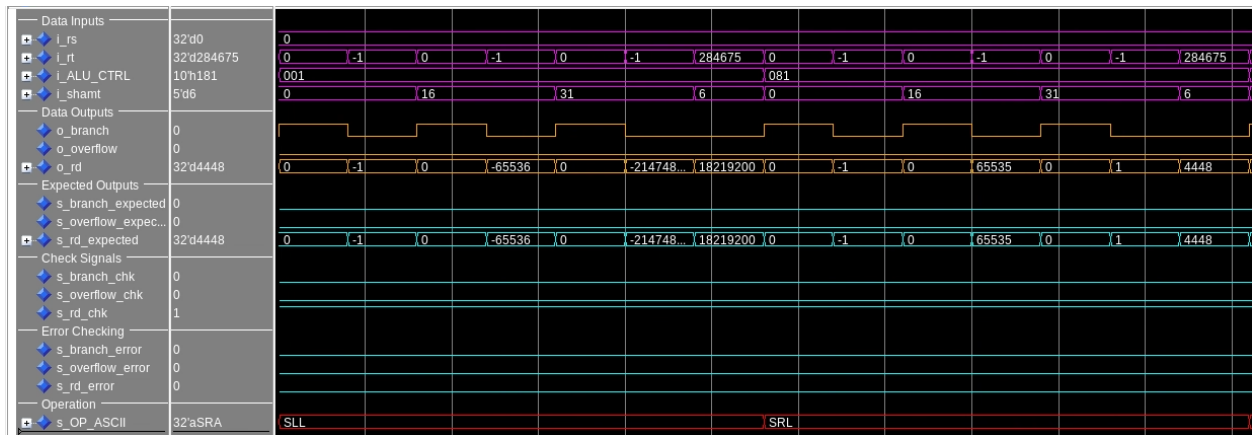 Data Inputs
i_rs 32'd0 0
i_rt 32'd284675 0 -1 0 -1 0 -1 284675 0 -1 0 -1 0 -1 284675
i_ALU_CTRL 10'h181 001 081
i_shamt 5'd6 0 16 31 6 0 16 31 6
Data Outputs
o_branch 0
o_overflow 0
o_rd 32'd4448 0 -1 0 -65536 0 -214748... 18219200 0 -1 0 65535 0 1 4448
Expected Outputs
s_branch_expected 0
s_overflow_expec... 0
s_rd_expected 32'd4448 0 -1 0 -65536 0 -214748... 18219200 0 -1 0 65535 0 1 4448
Check Signals
s_branch_chk 0
s_overflow_chk 0
s_rd_chk 1
Error Checking
s_branch_error 0
s_overflow_error 0
s_rd_error 0
Operation
s_OP_ASCII 32'aSRA SLL SRL